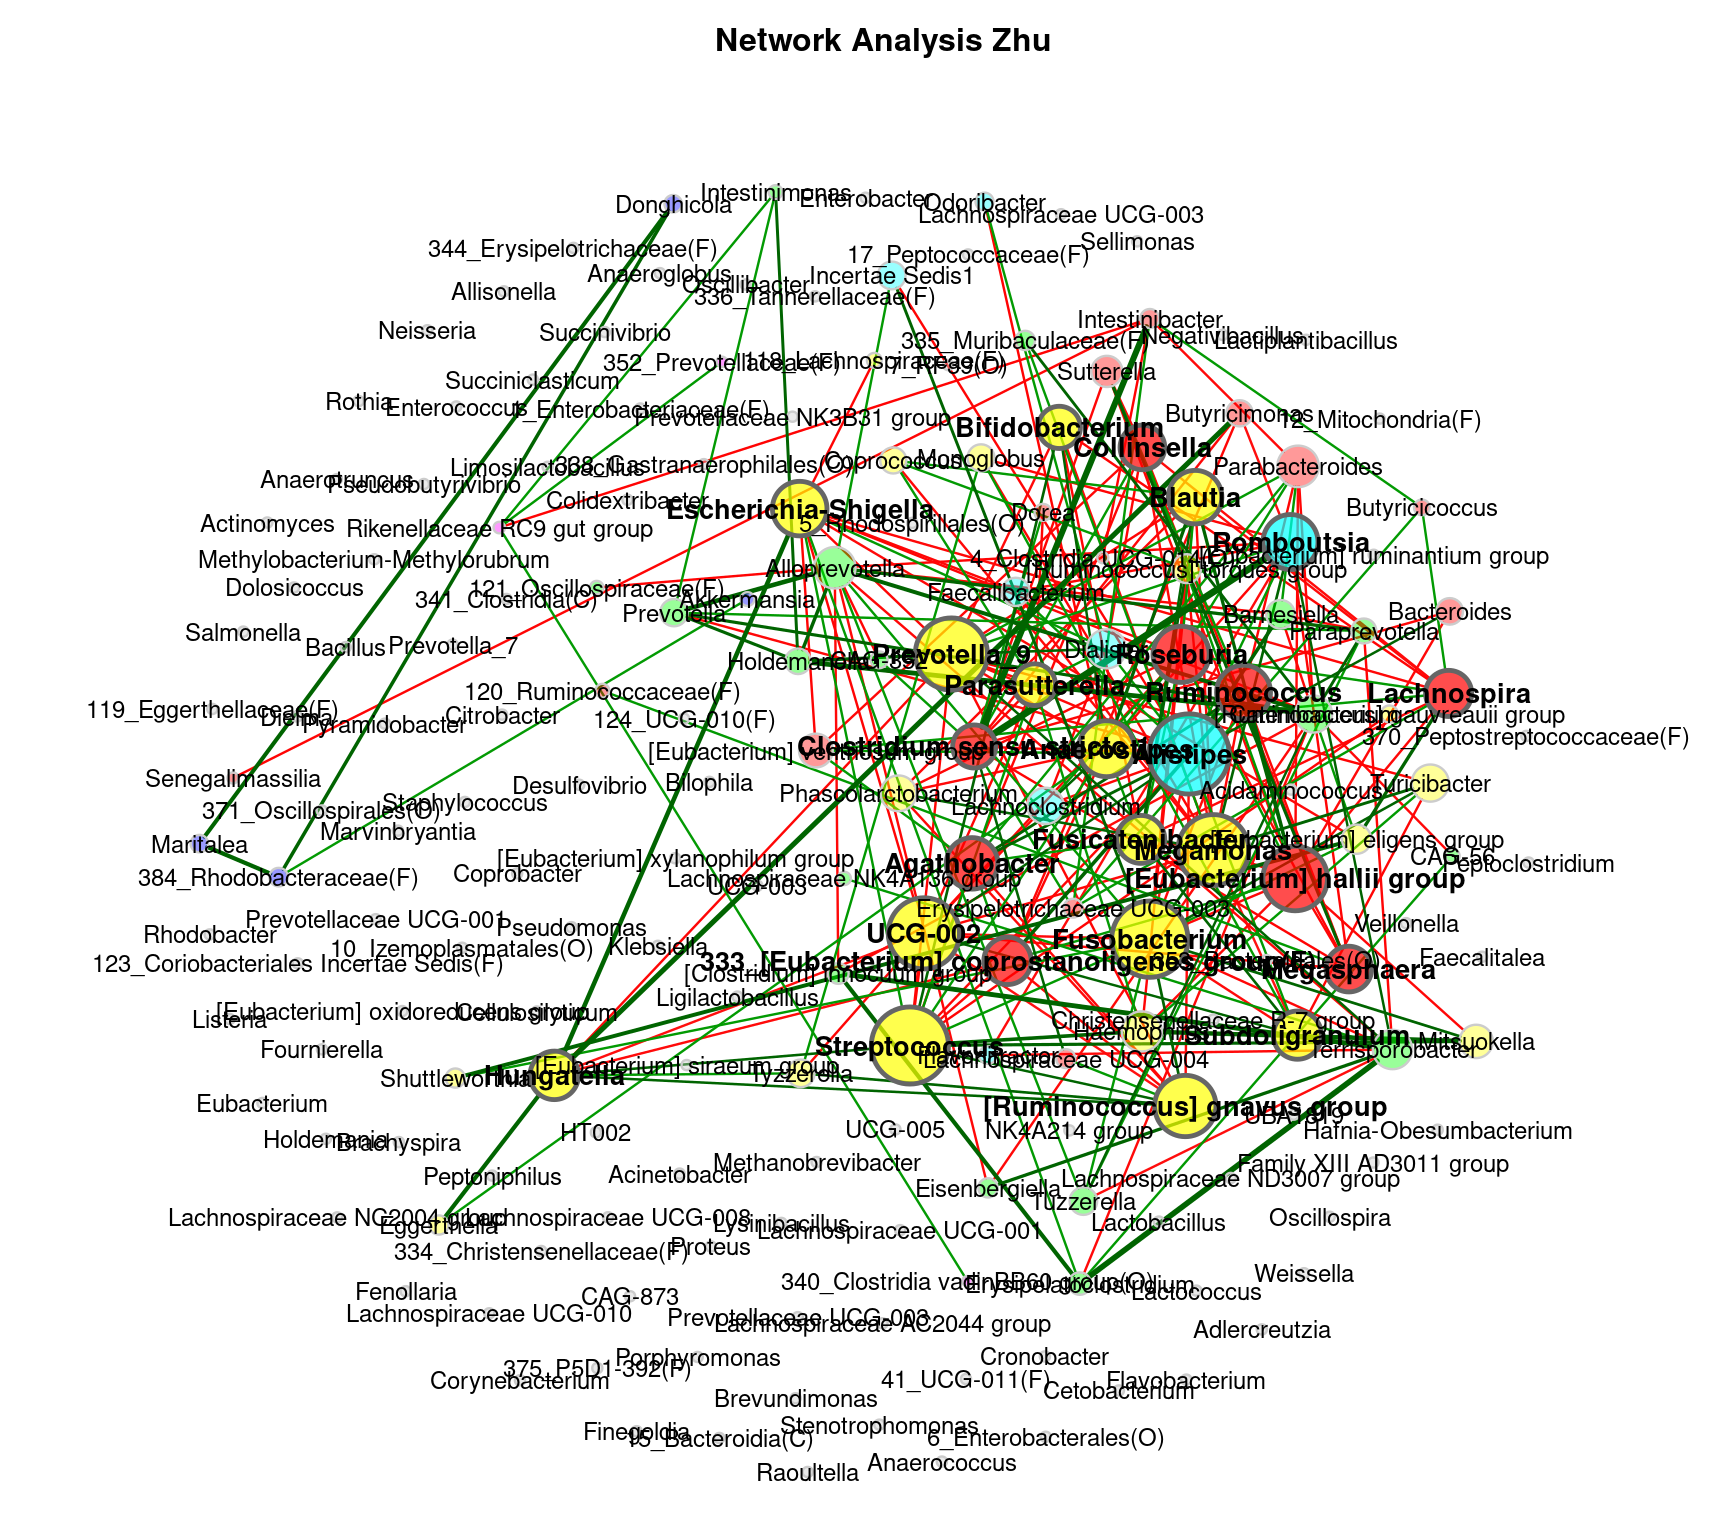 Network Analysis Zhu
Intestinimonas
Enterobacter
Odoribacter
Donghicola
Lachnospiraceae UCG-003
Sellimonas
344_Erysipelotrichaceae(F)
17_Peptococcaceae(F)
Anaeroglobus
Incertae Sedis1
Oscillibacter
Allisonella
336_Tannerellaceae(F)
Intestinibacter
Neisseria
Succinivibrio
335_Muribaculaceae(F)
Negativibacillus
Lactiplantibacillus
352_Prevotellaceae(F)
118_Lachnospiraceae(F)
7_RF39(O)
Sutterella
Succiniclasticum
Rothia
Enterococcus
1_Enterobacteriaceae(F)
Prevotellaceae NK3B31 group
Butyricimonas
12_Mitochondria(F)
Bifidobacterium
Collinsella
Limosilactobacillus
338_Gastranaerophilales(O)
Coprococcus
Monoglobus
Parabacteroides
Anaerotruncus
Pseudobutyrivibrio
Colidextribacter
Blautia
Escherichia-Shigella
Dorea
Butyricicoccus
Actinomyces
Rikenellaceae RC9 gut group
5_Rhodospirillales(O)
Romboutsia
Methylobacterium-Methylorubrum
Alloprevotella
4_Clostridia UCG-014(O)
[Eubacterium] ruminantium group
[Ruminococcus] torques group
Dolosicoccus
121_Oscillospiraceae(F)
341_Clostridia(C)
Akkermansia
Faecalibacterium
Prevotella
Barnesiella
Bacteroides
Salmonella
Bacillus
Prevotella_7
Paraprevotella
Holdemanella
CAG-352
Prevotella_9
Dialister
Roseburia
Parasutterella
Ruminococcus
Lachnospira
120_Ruminococcaceae(F)
119_Eggerthellaceae(F)
Dielma
Pyramidobacter
Citrobacter
124_UCG-010(F)
Catenibacterium
[Ruminococcus] gauvreauii group
370_Peptostreptococcaceae(F)
[Eubacterium] ventriosum group
Clostridium sensu stricto 1
Anaerostipes
Alistipes
Senegalimassilia
Desulfovibrio
Bilophila
Phascolarctobacterium
Acidaminococcus
Turicibacter
371_Oscillospirales(O)
Staphylococcus
Lachnoclostridium
Marvinbryantia
Maritalea
Fusicatenibacter
Megamonas
[Eubacterium] eligens group
[Eubacterium] xylanophilum group
Agathobacter
CAG-56
Peptoclostridium
384_Rhodobacteraceae(F)
Coprobacter
Lachnospiraceae NK4A136 group
UCG-003
[Eubacterium] hallii group
Erysipelotrichaceae UCG-003
Prevotellaceae UCG-001
Pseudomonas
Veillonella
Rhodobacter
10_Izemoplasmatales(O)
Klebsiella
UCG-002
Fusobacterium
123_Coriobacteriales Incertae Sedis(F)
333_[Eubacterium] coprostanoligenes group(F)
Faecalitalea
[Clostridium] innocuum group
Megasphaera
Ligilactobacillus
[Eubacterium] oxidoreducens group
Cellulosilyticum
Listeria
Christensenellaceae R-7 group
Haemophilus
Subdoligranulum
Mitsuokella
Fournierella
Streptococcus
Terrisporobacter
Lachnospiraceae UCG-004
[Eubacterium] siraeum group
Shuttleworthia
Hungatella
Tyzzerella
Eubacterium
[Ruminococcus] gnavus group
UBA1819
Holdemania
Brachyspira
HT002
UCG-005
NK4A214 group
Hafnia-Obesumbacterium
Methanobrevibacter
Family XIII AD3011 group
Peptoniphilus
Acinetobacter
Lachnospiraceae ND3007 group
Eisenbergiella
Tuzzerella
Lachnospiraceae NC2004 group
Eggerthella
Lachnospiraceae UCG-008
Lysinibacillus
Lachnospiraceae UCG-001
Lactobacillus
Oscillospira
334_Christensenellaceae(F)
Proteus
340_Clostridia vadinBB60 group(O)
Erysipelatoclostridium
Weissella
Fenollaria
CAG-873
Lactococcus
Lachnospiraceae UCG-010
Prevotellaceae UCG-003
Lachnospiraceae AC2044 group
Adlercreutzia
Porphyromonas
Cronobacter
375_P5D1-392(F)
Corynebacterium
41_UCG-011(F)
Cetobacterium
Flavobacterium
Brevundimonas
Stenotrophomonas
Finegoldia
15_Bacteroidia(C)
6_Enterobacterales(O)
Anaerococcus
Raoultella